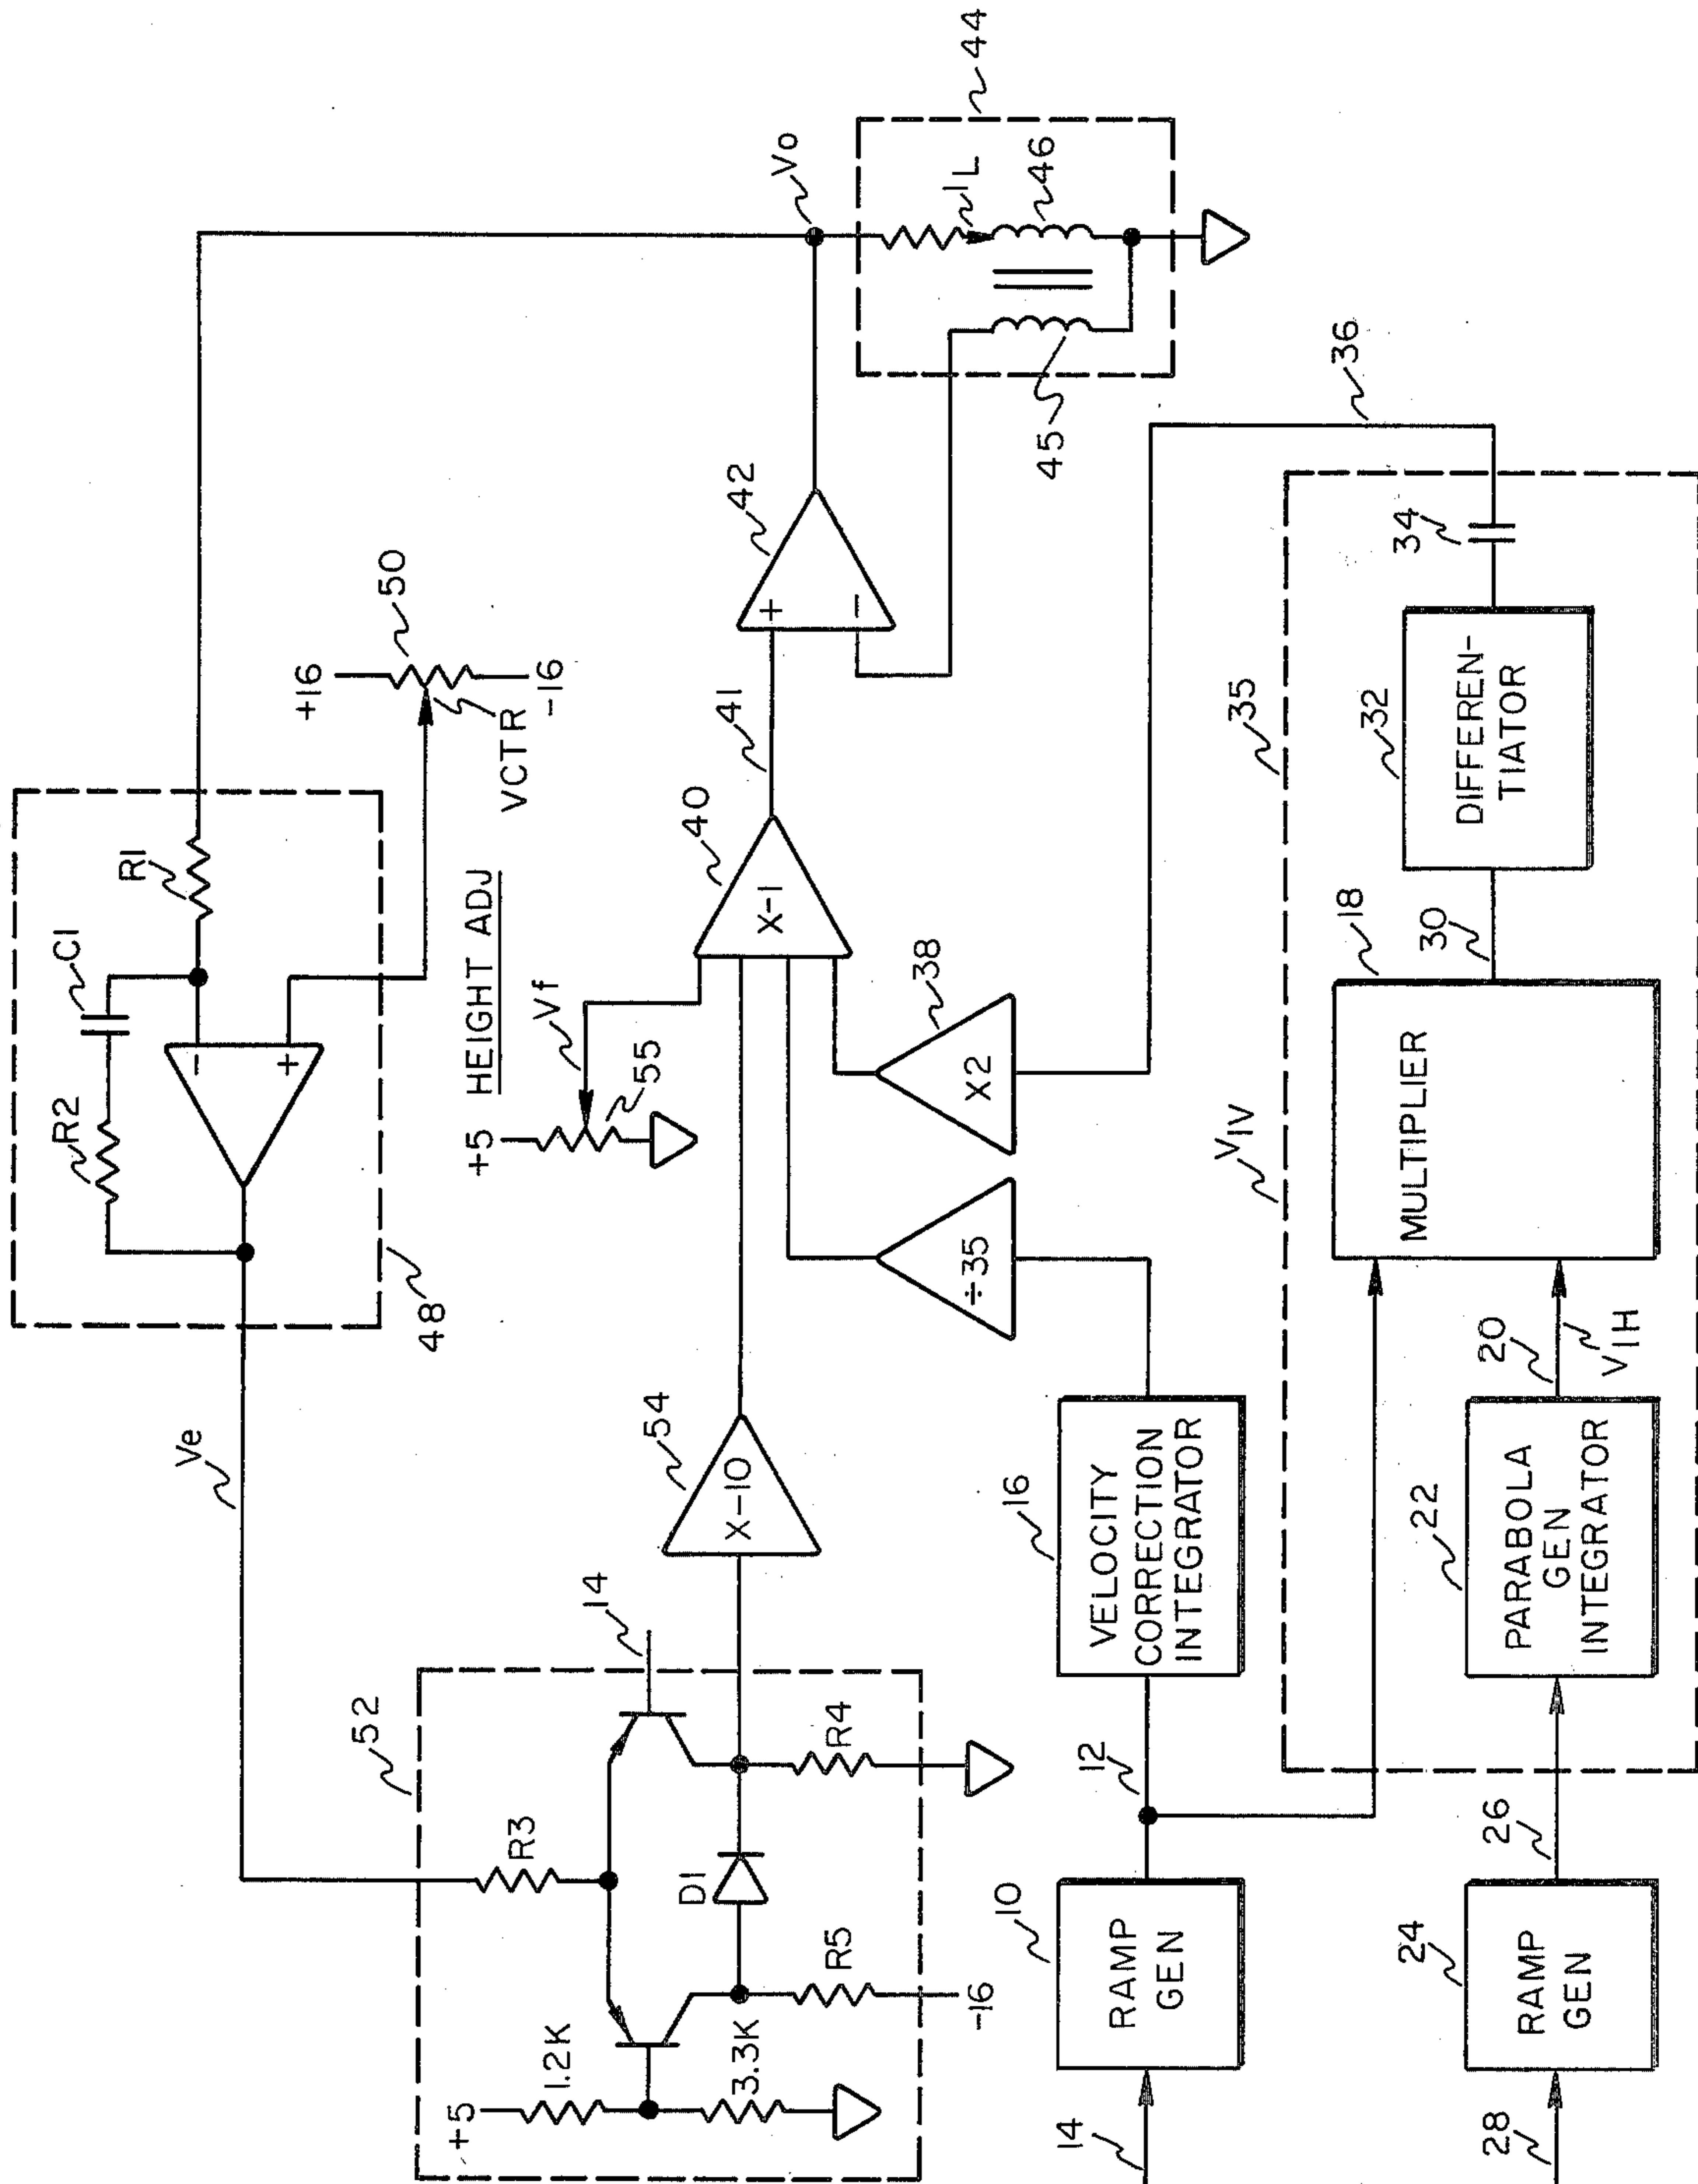 44
Vo
IL
46
45
36
42
50
+16
VCTR
-16
+
-
41
R1
C1
R2
-
+
48
HEIGHT ADJ
+5
Vf
55
40
X-1
38
X2
÷35
Ve
54
X-10
14
52
R3
D1
R4
R5
-16
1.2K
3.3K
+5
16
VELOCITY
CORRECTION
INTEGRATOR
12
10
RAMP
GEN
14
35
VIV
34
32
DIFFEREN-
TIATOR
30
18
MULTIPLIER
20
VIH
22
PARABOLA
GEN
INTEGRATOR
26
24
RAMP
GEN
28